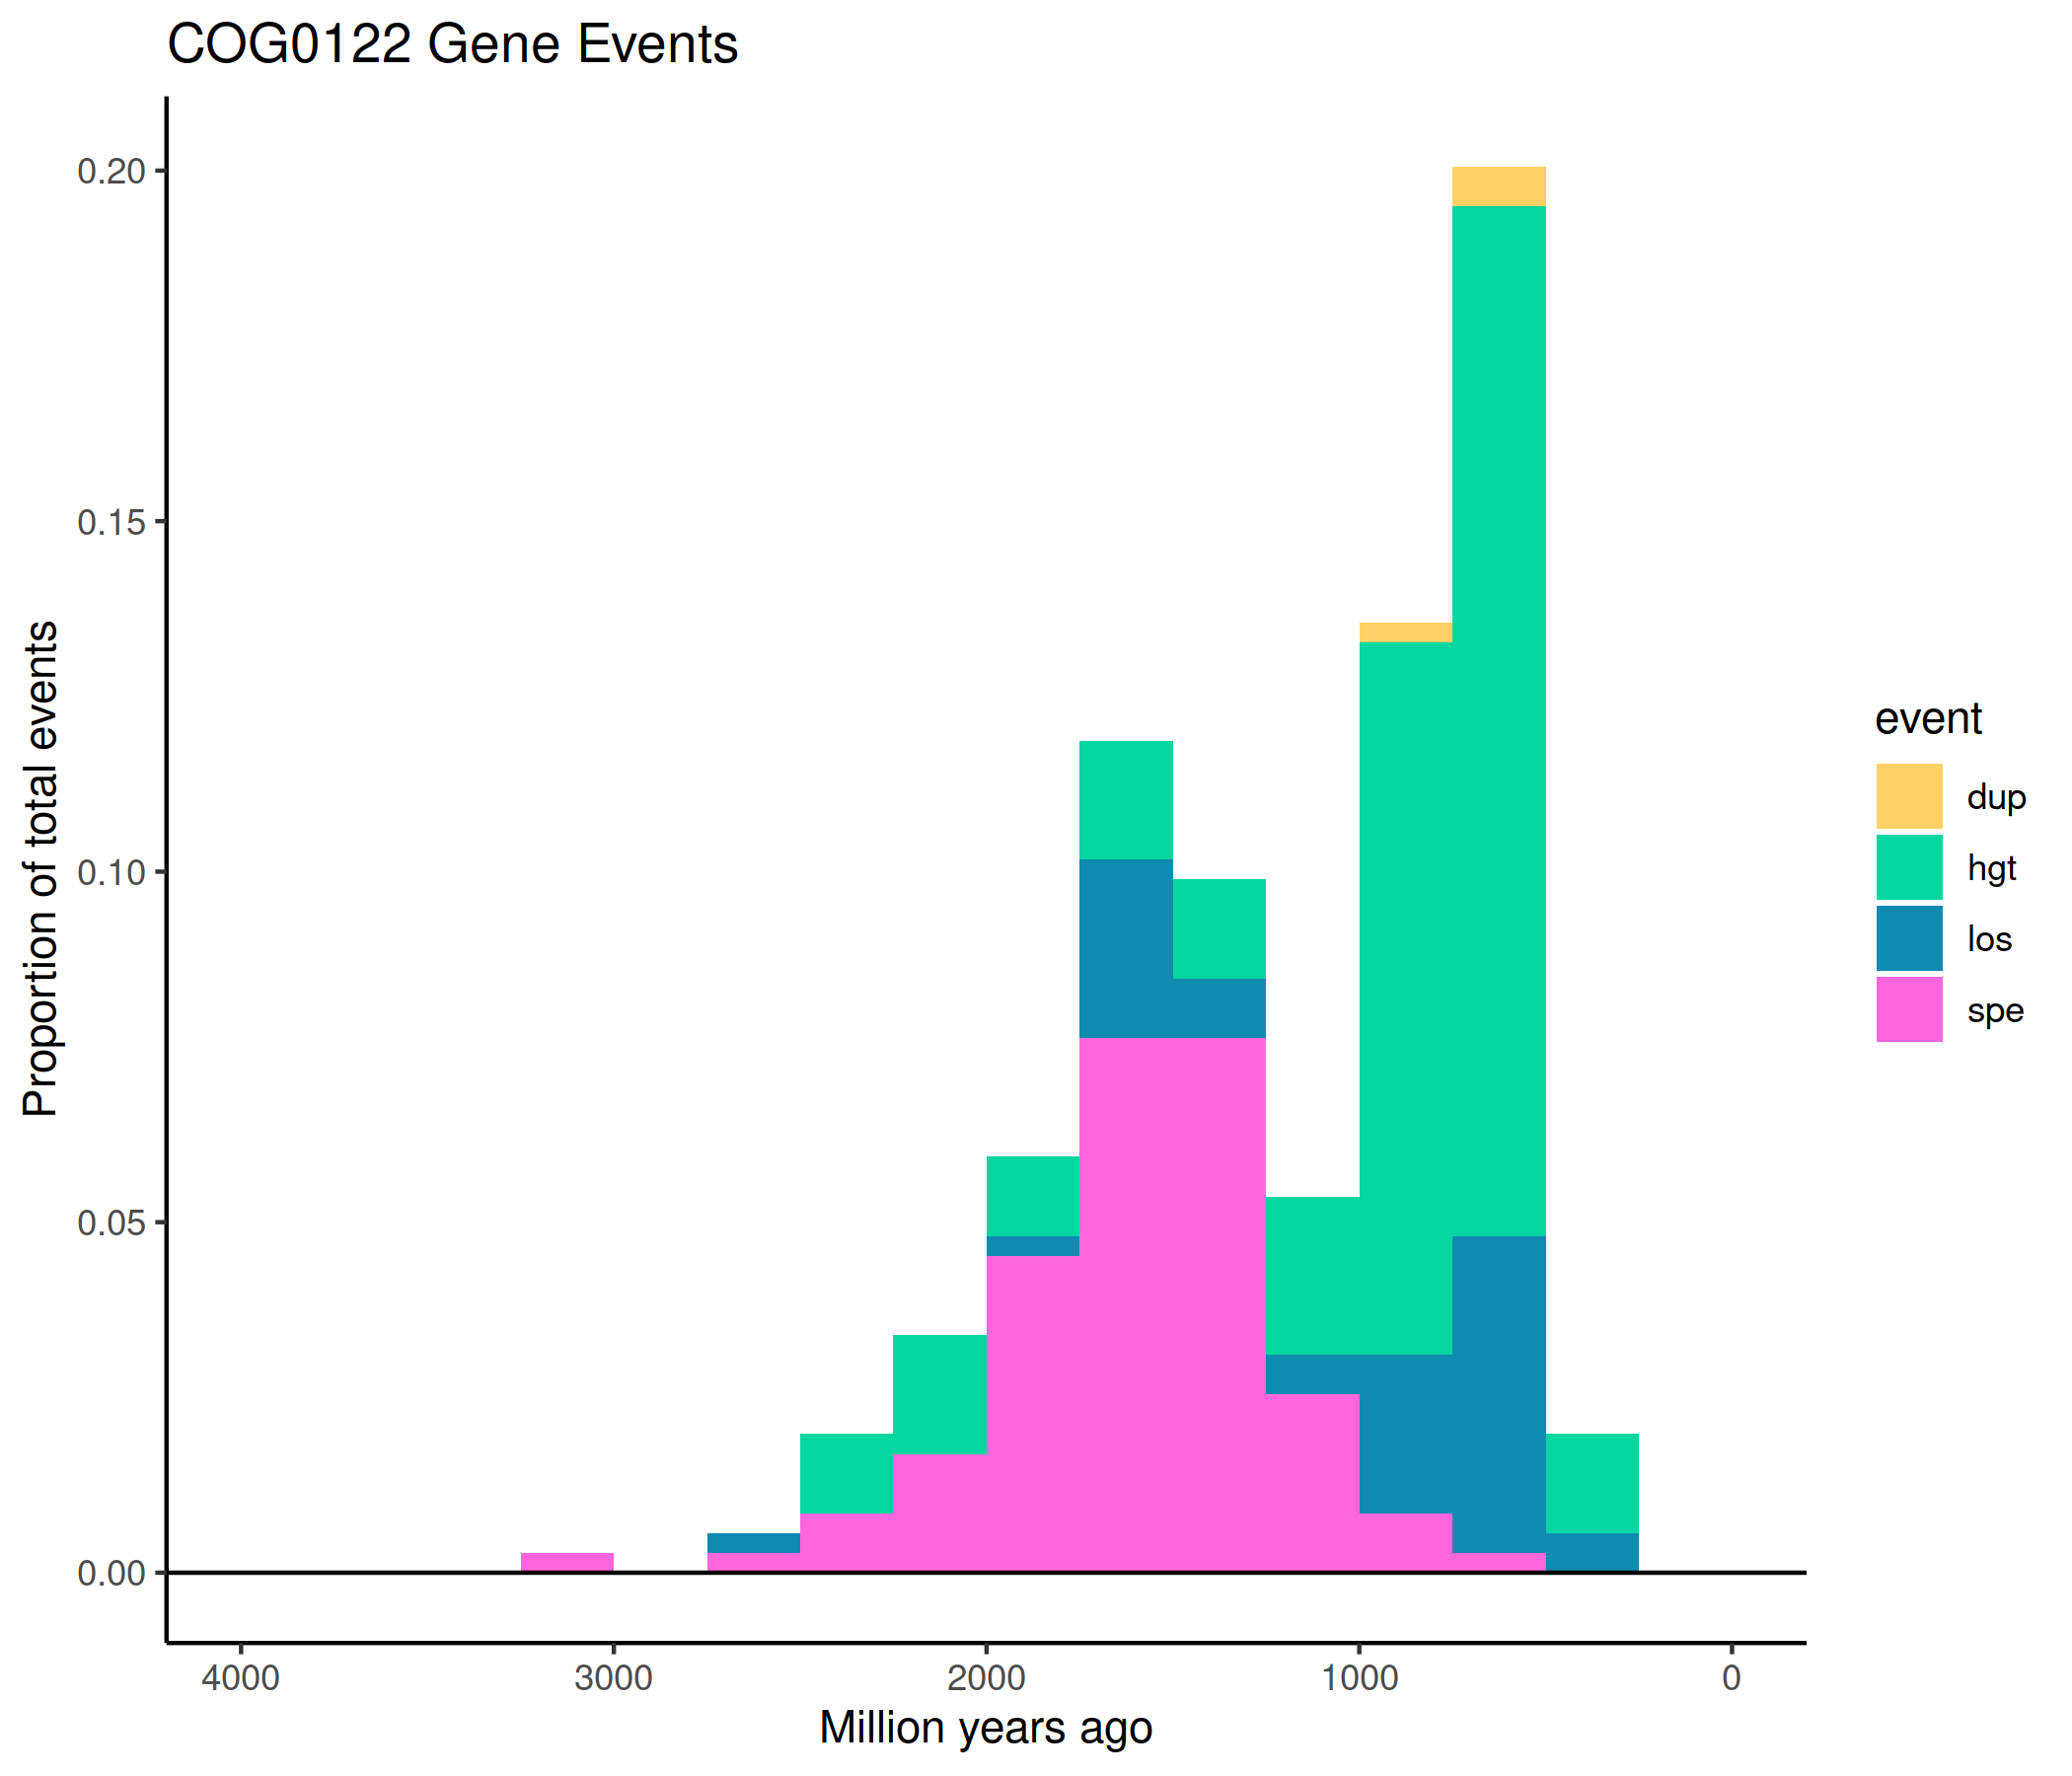 COG0122 Gene Events
Proportion of total events
0.20
0.15
0.10
0.05
0.00
4000 3000 2000 1000 0
Million years ago
event
dup
hgt
los
spe